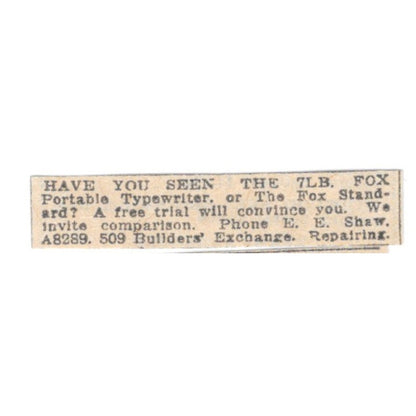 HAVE YOU SEEN THE 7LB. FOX
Portable Typewriter, or The Fox Stand-
ard? A free trial will convince you. We
invite comparison. Phone E. E. Shaw.
A8289. 509 Builders' Exchange. Repairing.